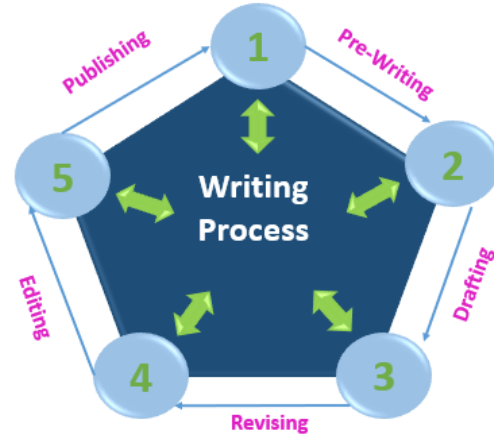 1
Pre-Writing
2
Drafting
3
Revising
4
Editing
5
Publishing
Writing
Process